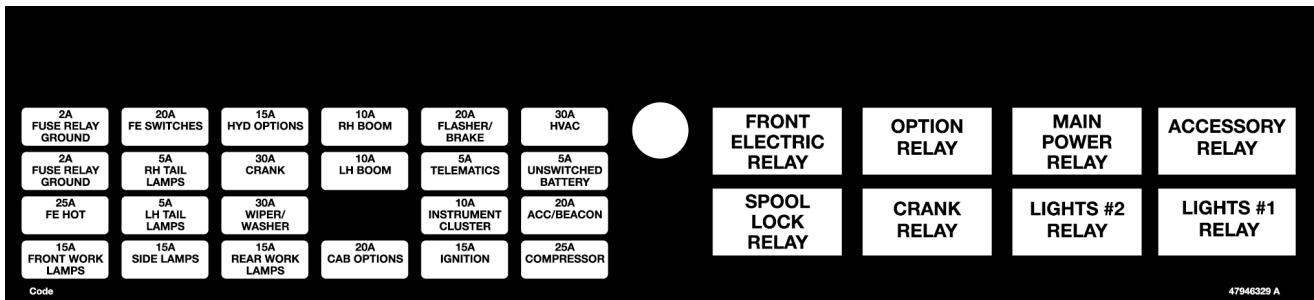 2A
FUSE RELAY
GROUND
20A
FE SWITCHES
15A
HYD OPTIONS
10A
RH BOOM
20A
FLASHER/
BRAKE
30A
HVAC
2A
FUSE RELAY
GROUND
5A
RH TAIL
LAMPS
30A
CRANK
10A
LH BOOM
5A
TELEMATICS
5A
UNSWITCHED
BATTERY
25A
FE HOT
5A
LH TAIL
LAMPS
30A
WIPER/
WASHER
10A
INSTRUMENT
CLUSTER
20A
ACC/BEACON
15A
FRONT WORK
LAMPS
15A
SIDE LAMPS
15A
REAR WORK
LAMPS
20A
CAB OPTIONS
15A
IGNITION
25A
COMPRESSOR
FRONT
ELECTRIC
RELAY
OPTION
RELAY
MAIN
POWER
RELAY
ACCESSORY
RELAY
SPOOL
LOCK
RELAY
CRANK
RELAY
LIGHTS #2
RELAY
LIGHTS #1
RELAY
Code
47946329 A